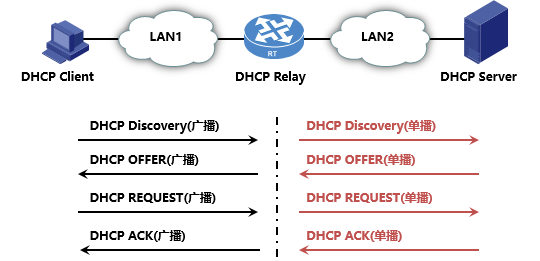 LAN1
LAN2
RT
DHCP Client
DHCP Relay
DHCP Server
DHCP Discovery(广播)
DHCP Discovery(单播)
DHCP OFFER(广播)
DHCP OFFER(单播)
DHCP REQUEST(广播)
DHCP REQUEST(单播)
DHCP ACK(广播)
DHCP ACK(单播)